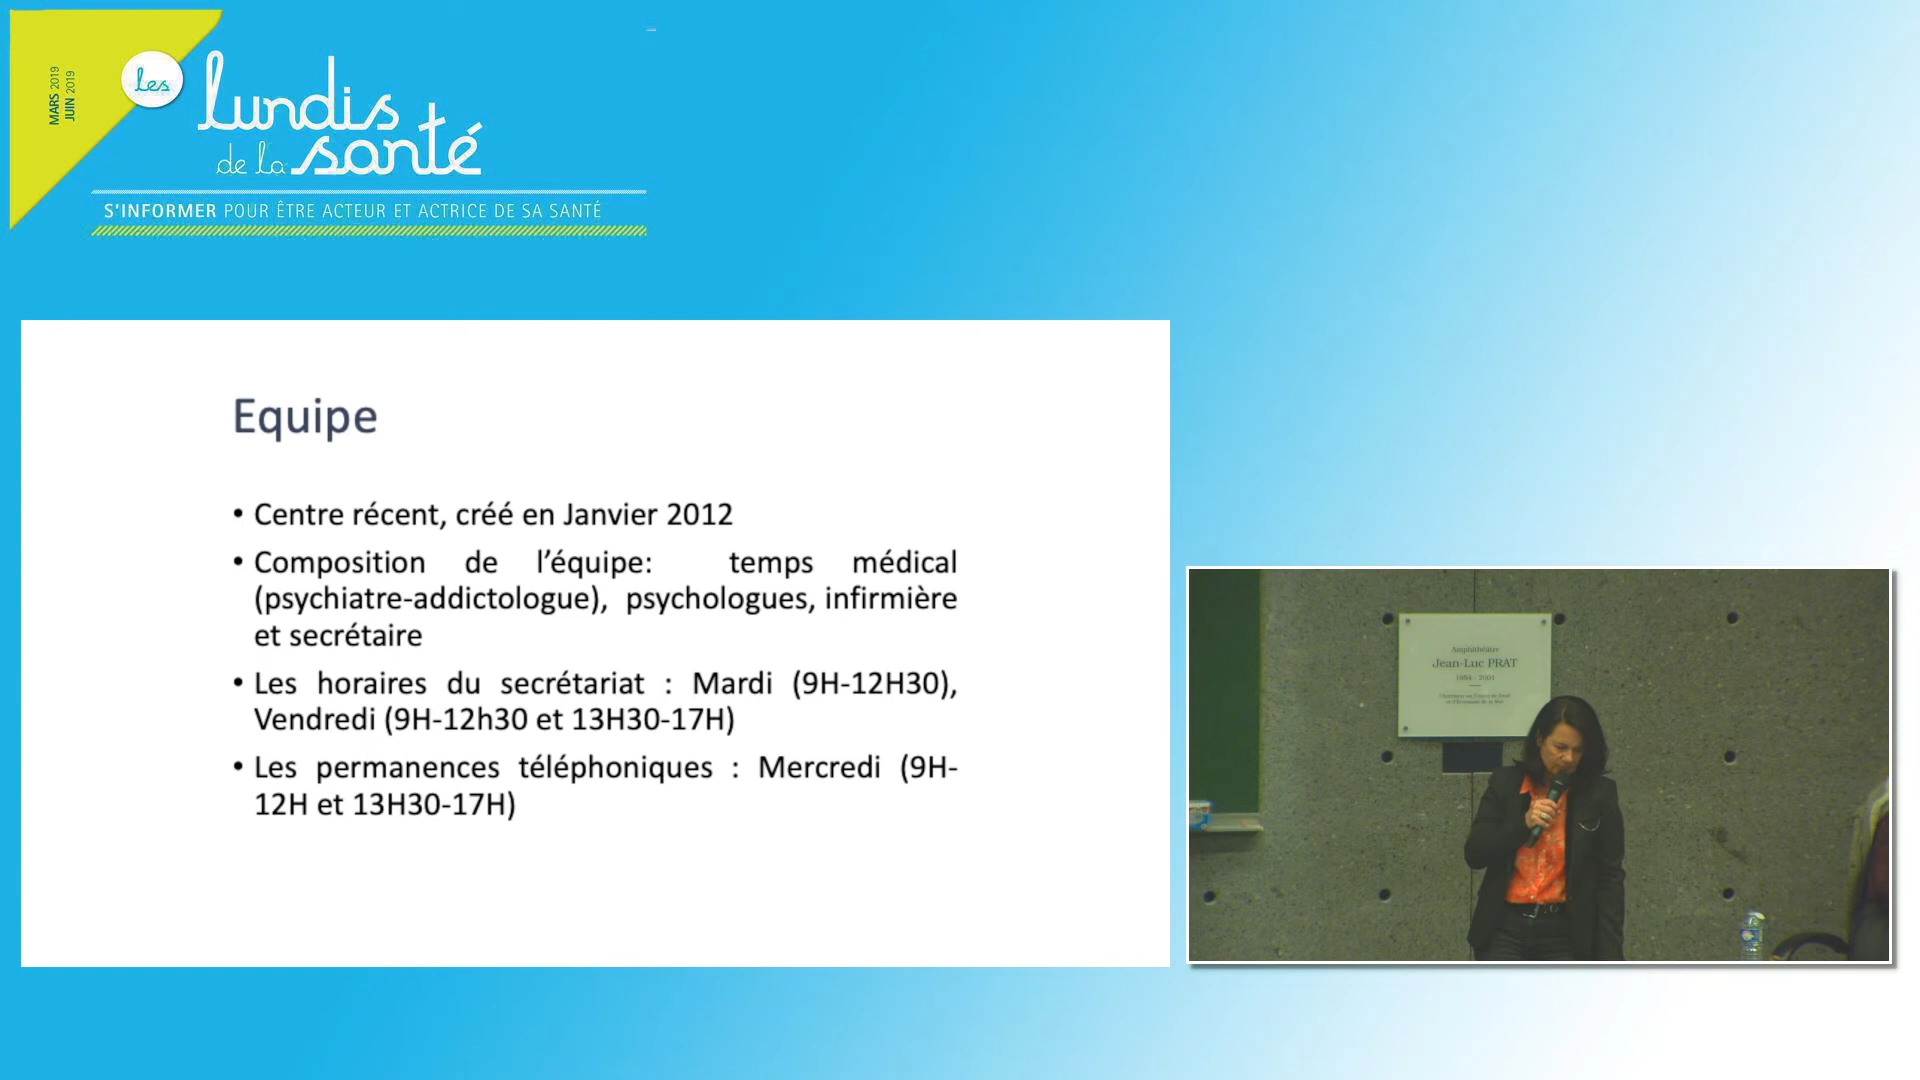 MARS 2019
JUIN 2019
les
lundis
de la santé
S'INFORMER POUR ÊTRE ACTEUR ET ACTRICE DE SA SANTÉ
Equipe
• Centre récent, créé en Janvier 2012
• Composition de l'équipe: temps médical
(psychiatre-addictologue), psychologues, infirmière
et secrétaire
• Les horaires du secrétariat : Mardi (9H-12H30),
Vendredi (9H-12h30 et 13H30-17H)
• Les permanences téléphoniques : Mercredi (9H-
12H et 13H30-17H)
Amphithéâtre
Jean-Luc PRAT